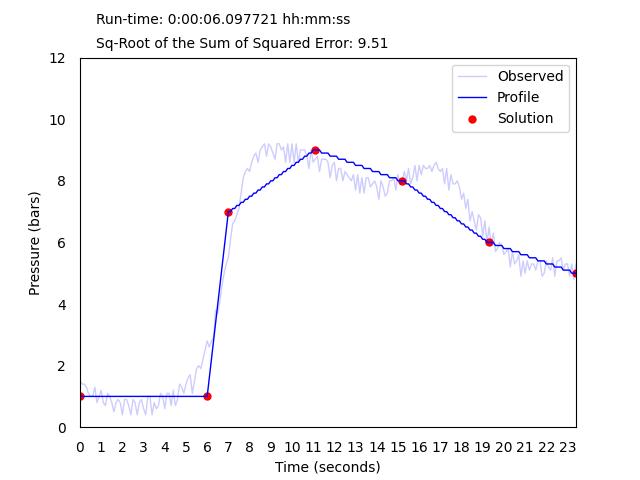 Run-time: 0:00:06.097721 hh:mm:ss
Sq-Root of the Sum of Squared Error: 9.51
12
10
8
6
4
2
0
Pressure (bars)
Observed
Profile
Solution
0 1 2 3 4 5 6 7 8 9 10 11 12 13 14 15 16 17 18 19 20 21 22 23
Time (seconds)